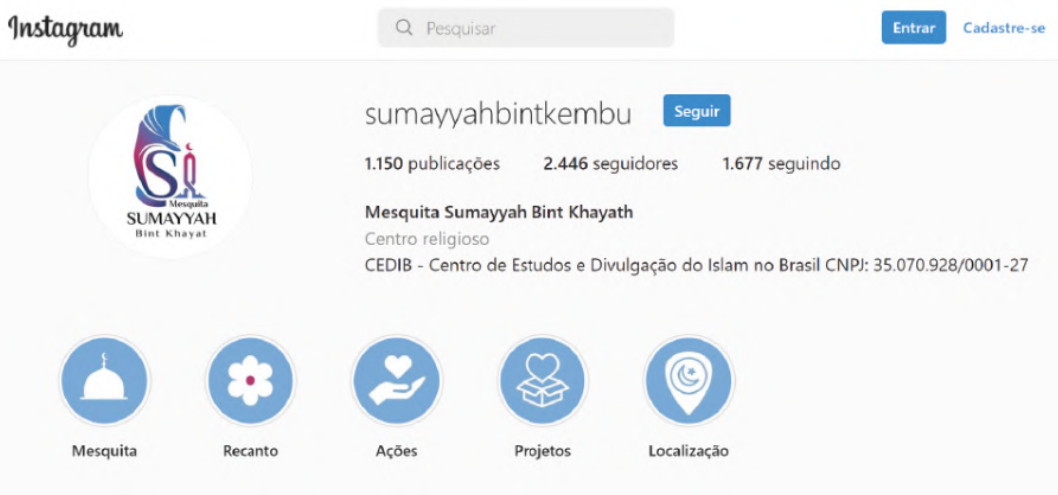 Instagram
Pesquisar
Entrar
Cadastre-se
sumayyahbintkembu
Seguir
1.150 publicações 2.446 seguidores 1.677 seguindo
Mesquita Sumayyah Bint Khayath
Centro religioso
CEDIB - Centro de Estudos e Divulgação do Islam no Brasil CNPJ: 35.070.928/0001-27
Mesquita
SUMAYYAH
Bint Khayat
Mesquita
Recanto
Ações
Projetos
Localização